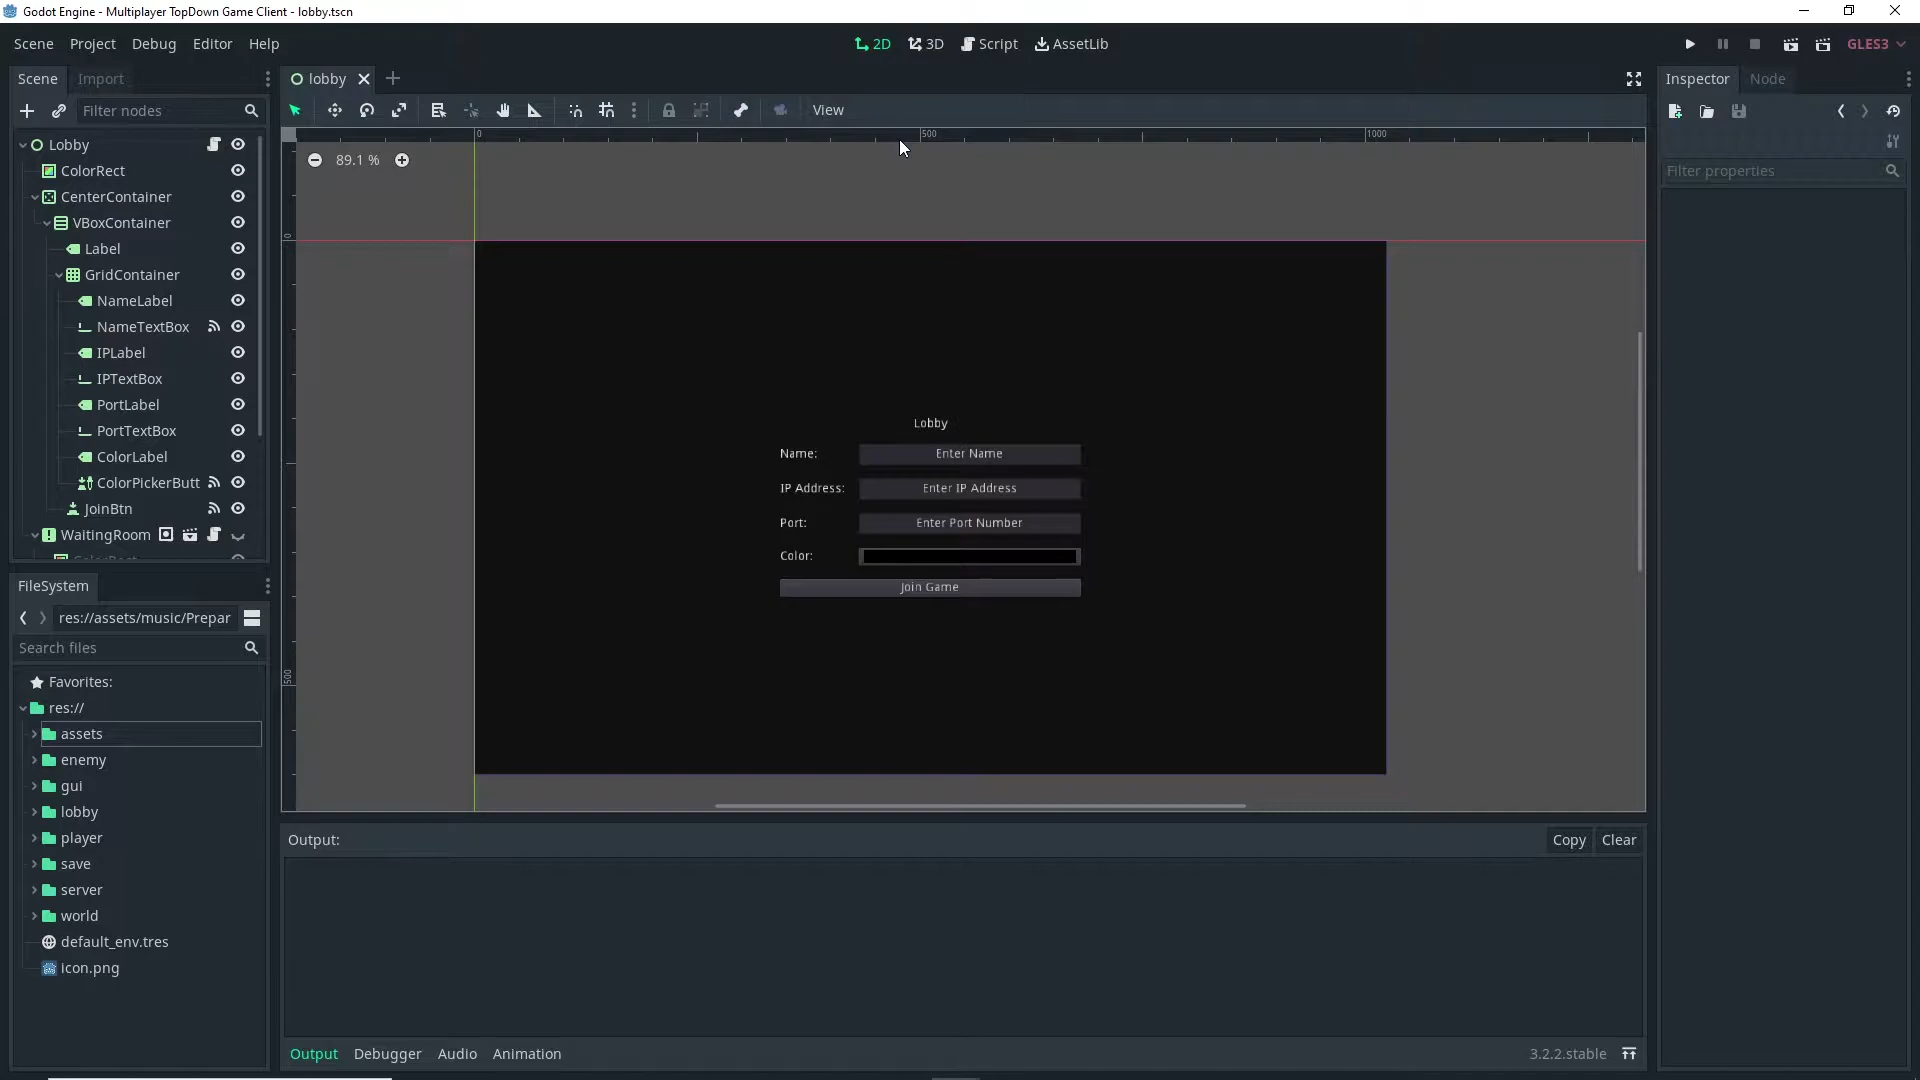 Godot Engine - Multiplayer TopDown Game Client - lobby.tscn
Scene Project Debug Editor Help
2D 3D Script AssetLib
GLES3
Scene Import
lobby
Inspector Node
Filter nodes
View
Filter properties
Lobby
ColorRect
CenterContainer
VBoxContainer
Label
GridContainer
NameLabel
NameTextBox
IPLabel
IPTextBox
PortLabel
PortTextBox
ColorLabel
ColorPickerButt
JoinBtn
WaitingRoom
ColorRect
0 500 1000
89.1 %
0
500
Lobby
Name: Enter Name
IP Address: Enter IP Address
Port: Enter Port Number
Color:
Join Game
FileSystem
res://assets/music/Prepar
Search files
Favorites:
res://
assets
enemy
gui
lobby
player
save
server
world
default_env.tres
icon.png
Output: Copy Clear
Output Debugger Audio Animation 3.2.2.stable